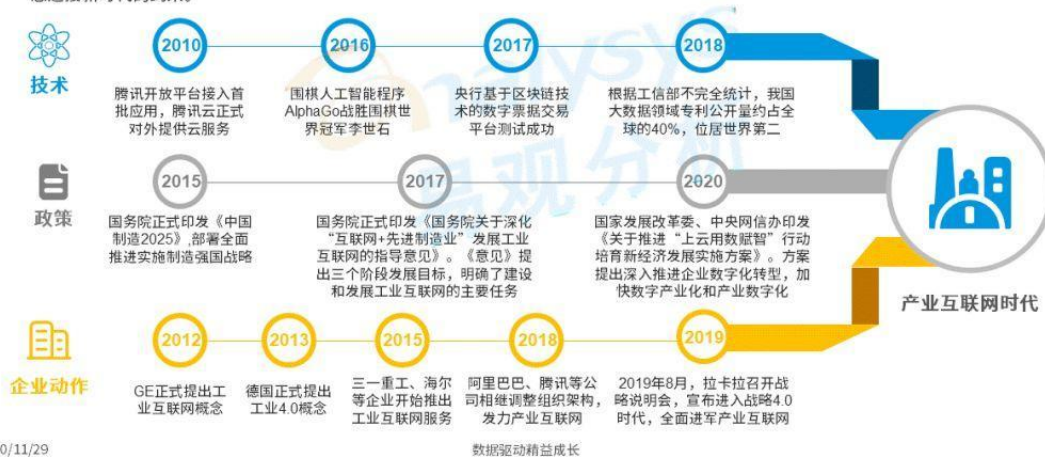 技术
2010
2016
2017
2018
腾讯开放平台接入首
批应用，腾讯云正式
对外提供云服务
围棋人工智能程序
AlphaGo战胜围棋世
界冠军李世石
央行基于区块链技
术的数字票据交易
平台测试成功
根据工信部不完全统计，我国
大数据领域专利公开量约占全
球的40%，位居世界第二
政策
2015
2017
2020
国务院正式印发《中国
制造2025》,部署全面
推进实施制造强国战略
国务院正式印发《国务院关于深化
“互联网+先进制造业”发展工业
互联网的指导意见》。《意见》提
出三个阶段发展目标，明确了建设
和发展工业互联网的主要任务
国家发展改革委、中央网信办印发
《关于推进“上云用数赋智”行动
培育新经济发展实施方案》。方案
提出深入推进企业数字化转型，加
快数字产业化和产业数字化
产业互联网时代
企业动作
2012
2013
2015
2018
2019
GE正式提出工
业互联网概念
德国正式提出
工业4.0概念
三一重工、海尔
等企业开始推出
工业互联网服务
阿里巴巴、腾讯等公
司相继调整组织架构，
发力产业互联网
2019年8月，拉卡拉召开战
略说明会，宣布进入战略4.0
时代，全面进军产业互联网
0/11/29
数据驱动精益成长
nalysys
易观分析